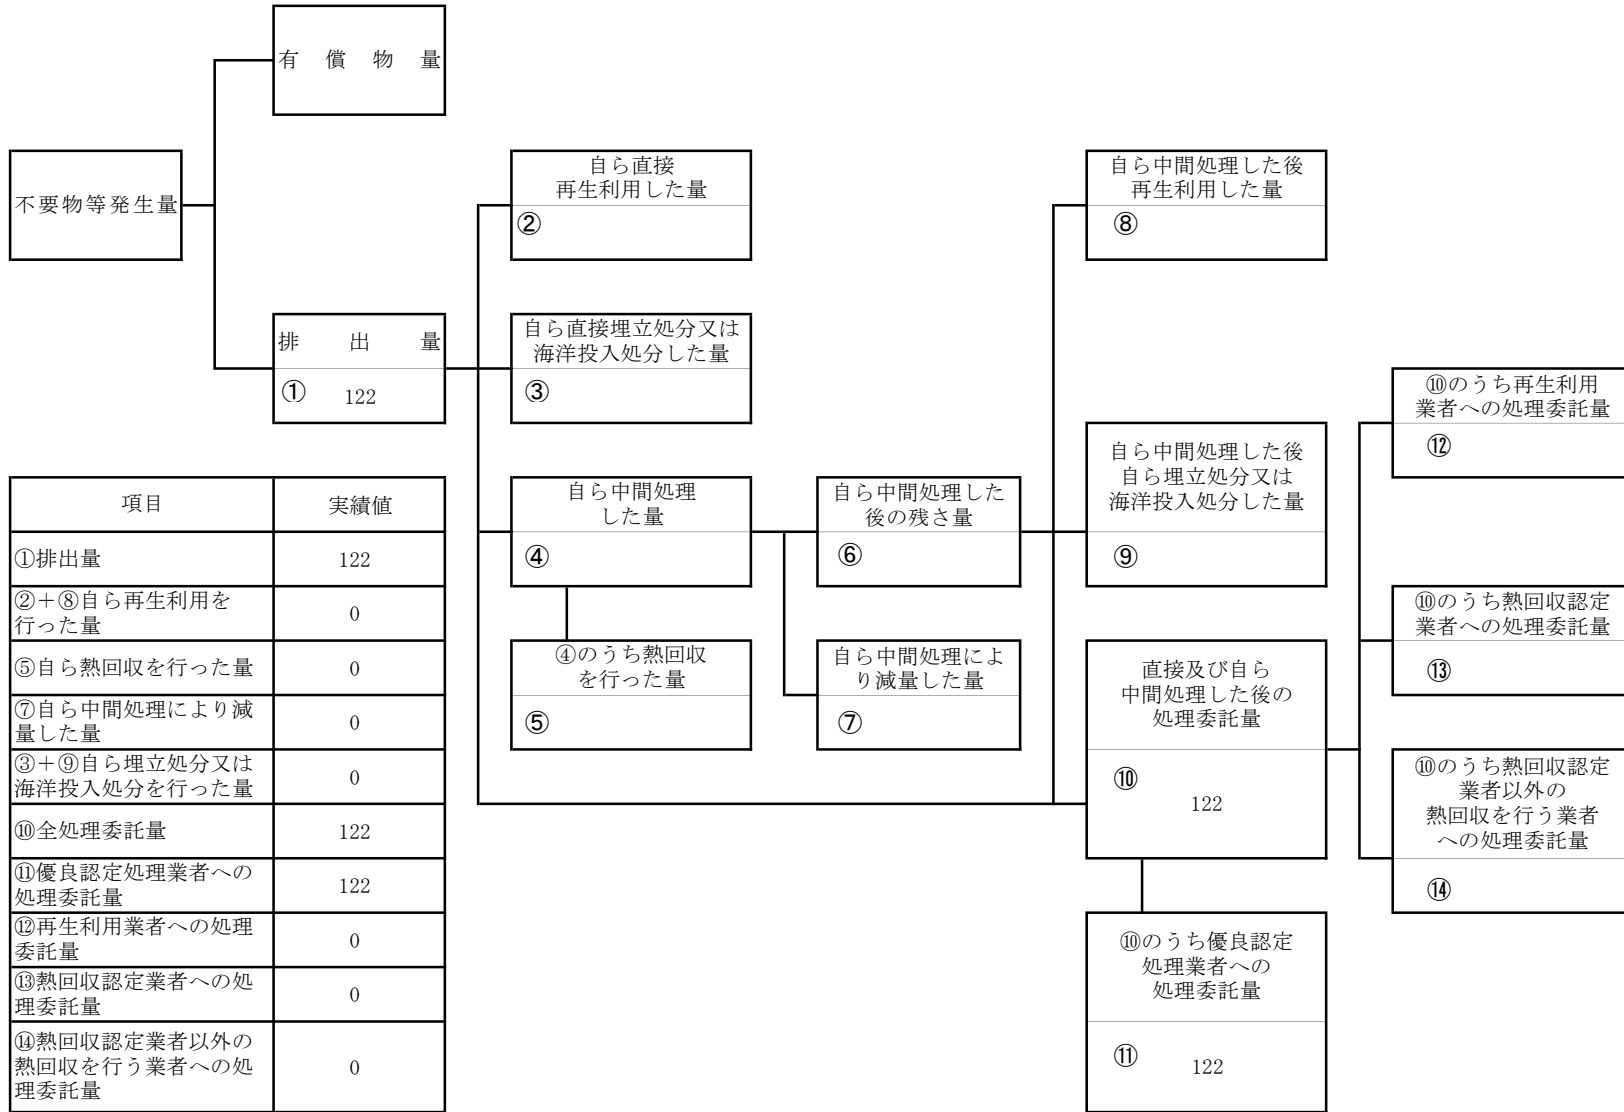 有償物量
不要物等発生量
排出量
① 122
自ら直接
再生利用した量
②
自ら直接埋立処分又は
海洋投入処分した量
③
自ら中間処理
した量
④
④のうち熱回収
を行った量
⑤
自ら中間処理した
後の残さ量
⑥
自ら中間処理によ
り減量した量
⑦
自ら中間処理した後
再生利用した量
⑧
自ら中間処理した後
自ら埋立処分又は
海洋投入処分した量
⑨
直接及び自ら
中間処理した後の
処理委託量
⑩
122
⑩のうち優良認定
処理業者への
処理委託量
⑪ 122
⑩のうち再生利用
業者への処理委託量
⑫
⑩のうち熱回収認定
業者への処理委託量
⑬
⑩のうち熱回収認定
業者以外の
熱回収を行う業者
への処理委託量
⑭
項目 実績値
①排出量 122
②＋⑧自ら再生利用を
行った量 0
⑤自ら熱回収を行った量 0
⑦自ら中間処理により減
量した量 0
③＋⑨自ら埋立処分又は
海洋投入処分を行った量 0
⑩全処理委託量 122
⑪優良認定処理業者への
処理委託量 122
⑫再生利用業者への処理
委託量 0
⑬熱回収認定業者への処
理委託量 0
⑭熱回収認定業者以外の
熱回収を行う業者への処
理委託量 0